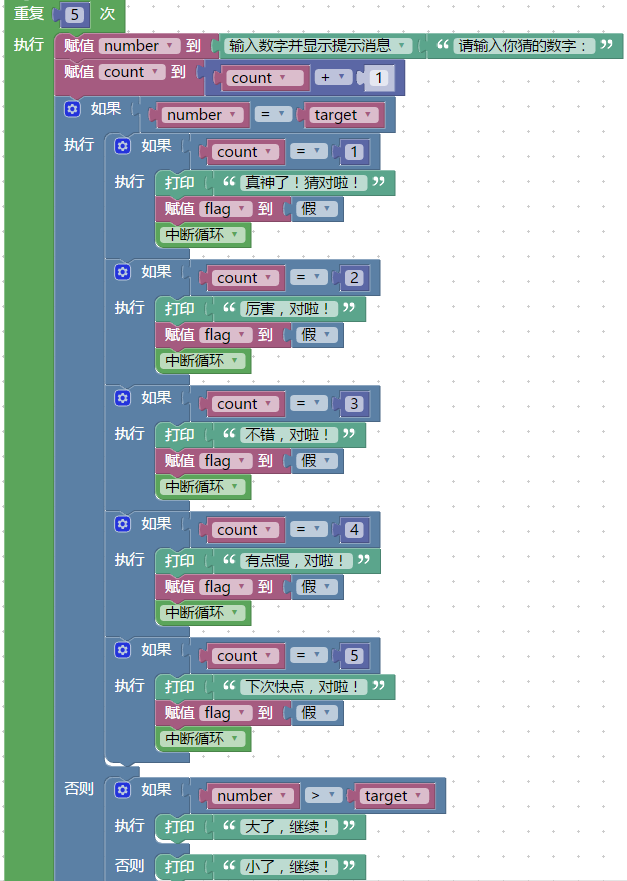 重复 5 次
执行 赋值 number 到 输入数字并显示提示消息 “ 请输入你猜的数字： ”
赋值 count 到 count + 1
如果 number = target
执行 如果 count = 1
执行 打印 “ 真神了！猜对啦！ ”
赋值 flag 到 假
中断循环
如果 count = 2
执行 打印 “ 厉害，对啦！ ”
赋值 flag 到 假
中断循环
如果 count = 3
执行 打印 “ 不错，对啦！ ”
赋值 flag 到 假
中断循环
如果 count = 4
执行 打印 “ 有点慢，对啦！ ”
赋值 flag 到 假
中断循环
如果 count = 5
执行 打印 “ 下次快点，对啦！ ”
赋值 flag 到 假
中断循环
否则 如果 number > target
执行 打印 “ 大了，继续！ ”
否则 打印 “ 小了，继续！ ”